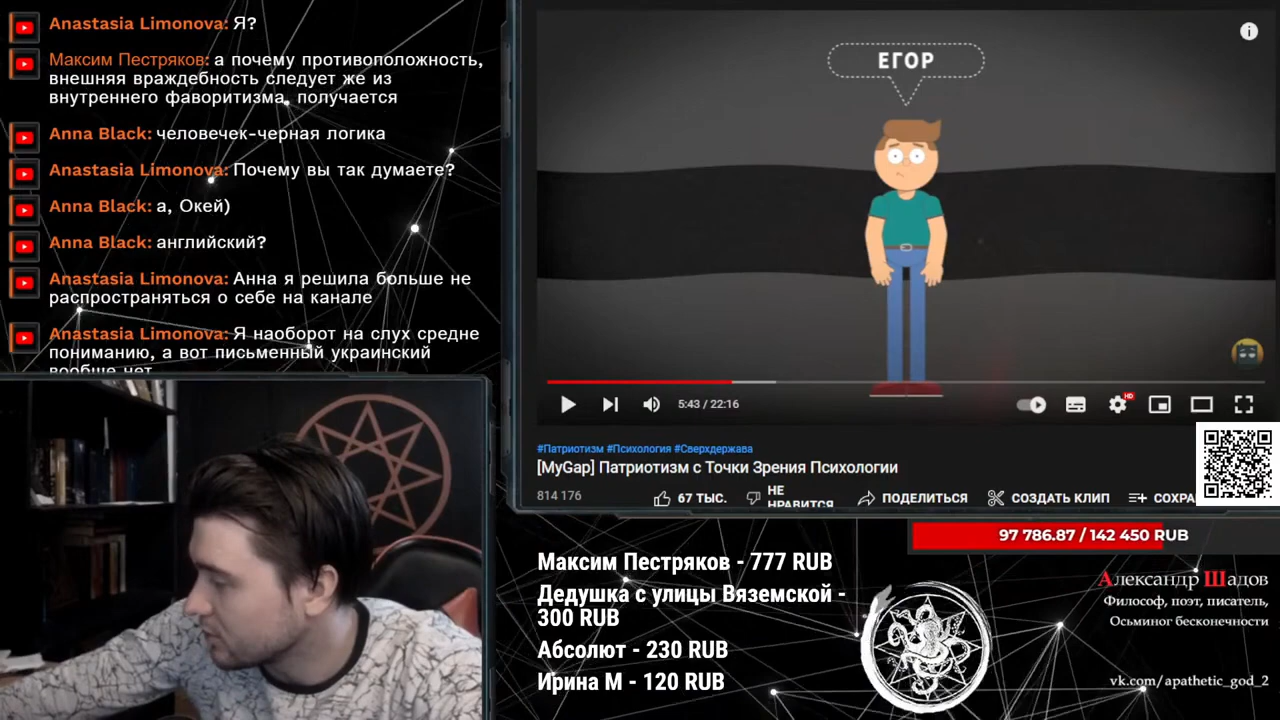 Anastasia Limonova: Я?
Максим Пестряков: а почему противоположность,
внешняя враждебность следует же из
внутреннего фаворитизма, получается
Anna Black: человечек-черная логика
Anastasia Limonova: Почему вы так думаете?
Anna Black: а, Окей)
Anna Black: английский?
Anastasia Limonova: Анна я решила больше не
распространяться о себе на канале
Anastasia Limonova: Я наоборот на слух средне
пониманию, а вот письменный украинский
вообще нет
ЕГОР
5:43 / 22:16
HD
#Патриотизм #Психология #Сверхдержава
[MyGap] Патриотизм с Точки Зрения Психологии
814 176
67 ТЫС.
НЕ
НРАВИТСЯ
ПОДЕЛИТЬСЯ
СОЗДАТЬ КЛИП
СОХРА
97 786.87 / 142 450 RUB
Максим Пестряков - 777 RUB
Дедушка с улицы Вяземской -
300 RUB
Абсолют - 230 RUB
Ирина М - 120 RUB
Александр Шадов
Философ, поэт, писатель,
Осьминог бесконечности
vk.com/apathetic_god_2